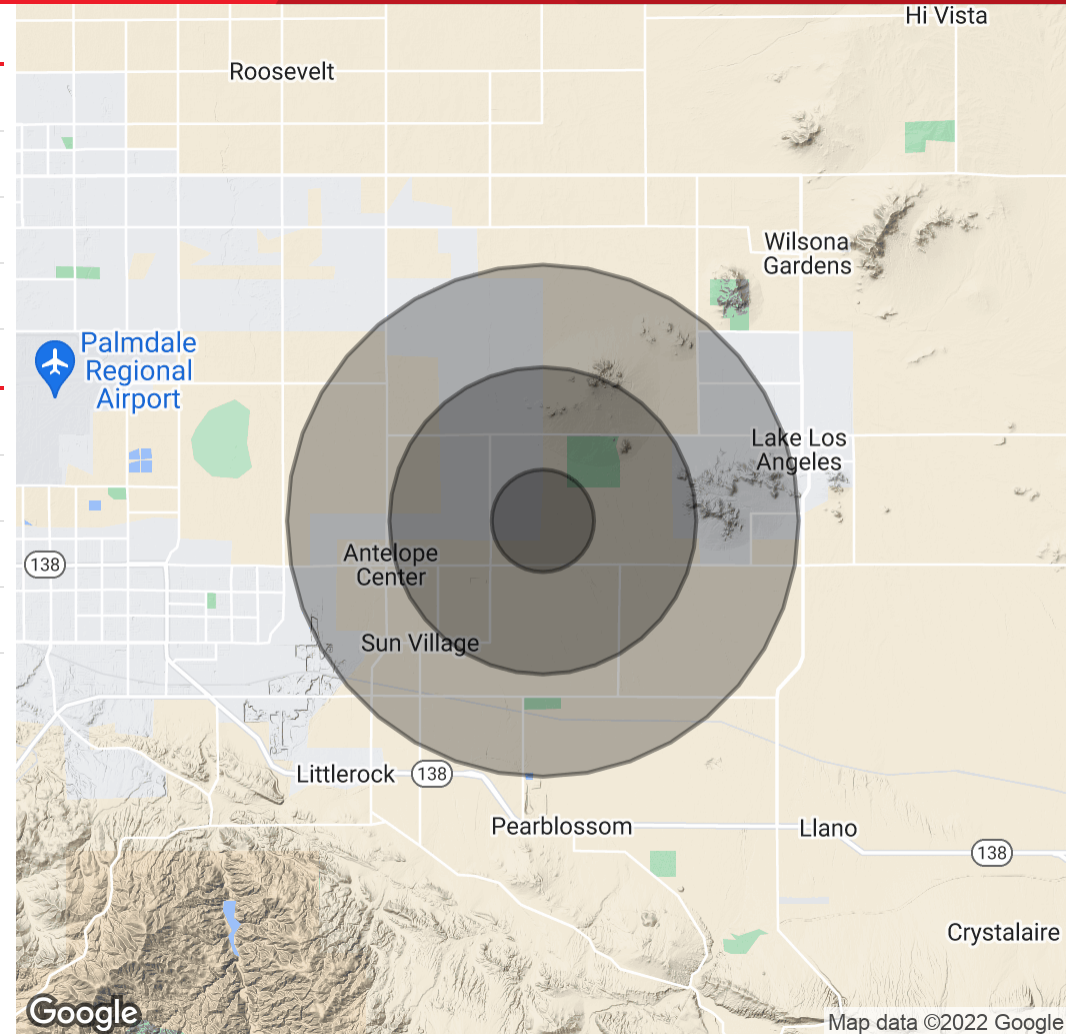 Hi Vista
Roosevelt
Wilsona
Gardens
Palmdale
Regional
Airport
Lake Los
Angeles
Antelope
Center
138
Sun Village
Littlerock
138
Pearblossom
Llano
138
Crystalaire
Google
Map data ©2022 Google